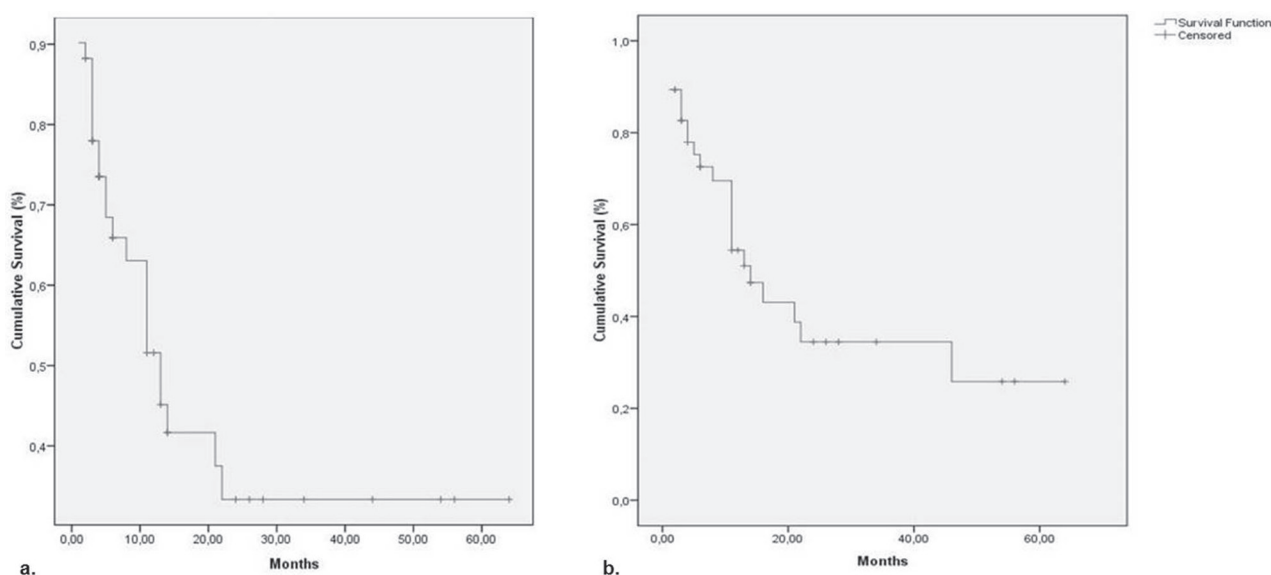 0,9
0,8
0,7
0,6
0,5
0,4
Cumulative Survival (%)
0,00 10,00 20,00 30,00 40,00 50,00 60,00
Months
a.
1,0
0,8
0,6
0,4
0,2
0,0
Cumulative Survival (%)
0,00 20,00 40,00 60,00
Months
b.
Survival Function
Censored